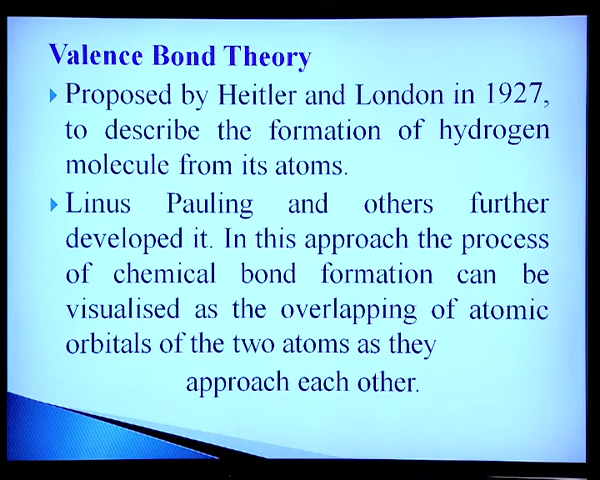 Valence Bond Theory
Proposed by Heitler and London in 1927,
to describe the formation of hydrogen
molecule from its atoms.
Linus Pauling and others further
developed it. In this approach the process
of chemical bond formation can be
visualised as the overlapping of atomic
orbitals of the two atoms as they
approach each other.